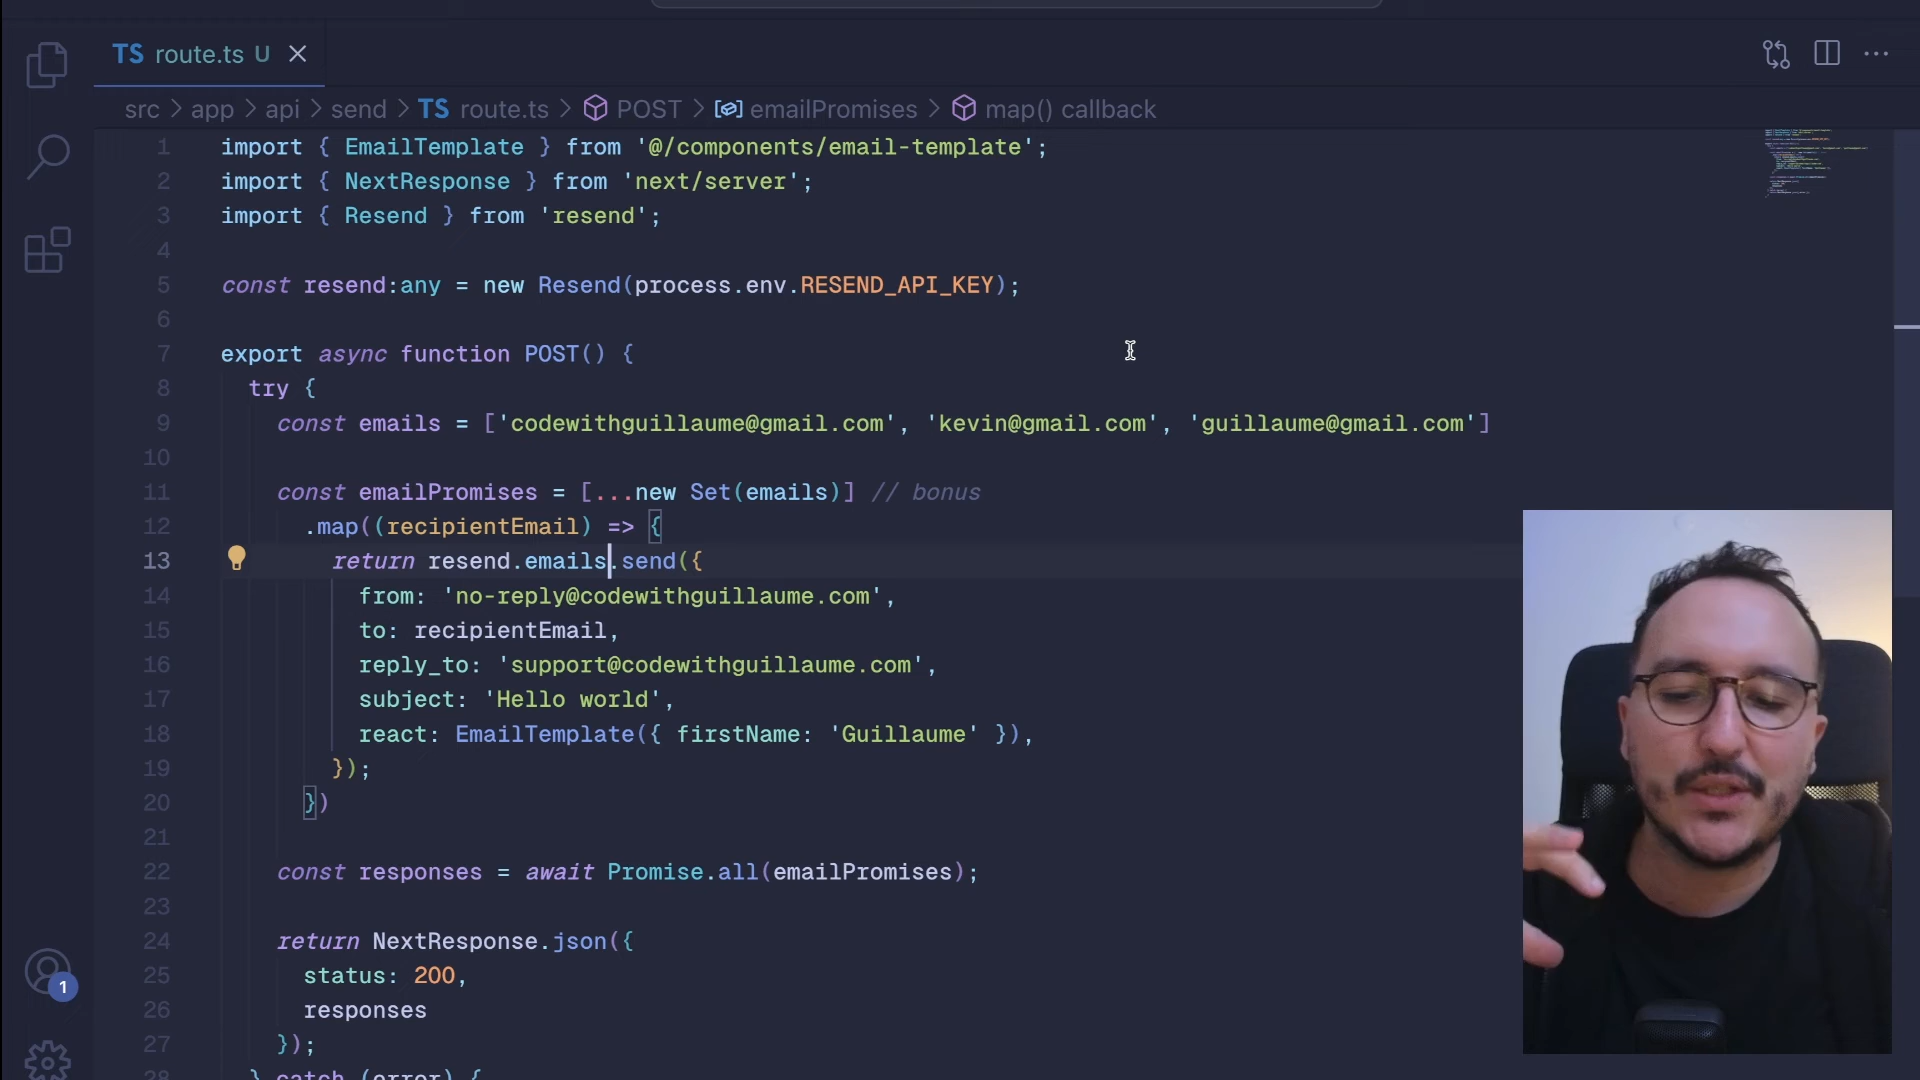 TS route.ts U
src > app > api > send > TS route.ts > POST > emailPromises > map() callback
1 import { EmailTemplate } from '@/components/email-template';
2 import { NextResponse } from 'next/server';
3 import { Resend } from 'resend';
4
5 const resend:any = new Resend(process.env.RESEND_API_KEY);
6
7 export async function POST() {
8 try {
9 const emails = ['codewithguillaume@gmail.com', 'kevin@gmail.com', 'guillaume@gmail.com']
10
11 const emailPromises = [...new Set(emails)] // bonus
12 .map((recipientEmail) => {
13 return resend.emails.send({
14 from: 'no-reply@codewithguillaume.com',
15 to: recipientEmail,
16 reply_to: 'support@codewithguillaume.com',
17 subject: 'Hello world',
18 react: EmailTemplate({ firstName: 'Guillaume' }),
19 });
20 })
21
22 const responses = await Promise.all(emailPromises);
23
24 return NextResponse.json({
25 status: 200,
26 responses
27 });
28 } catch (error) {
1